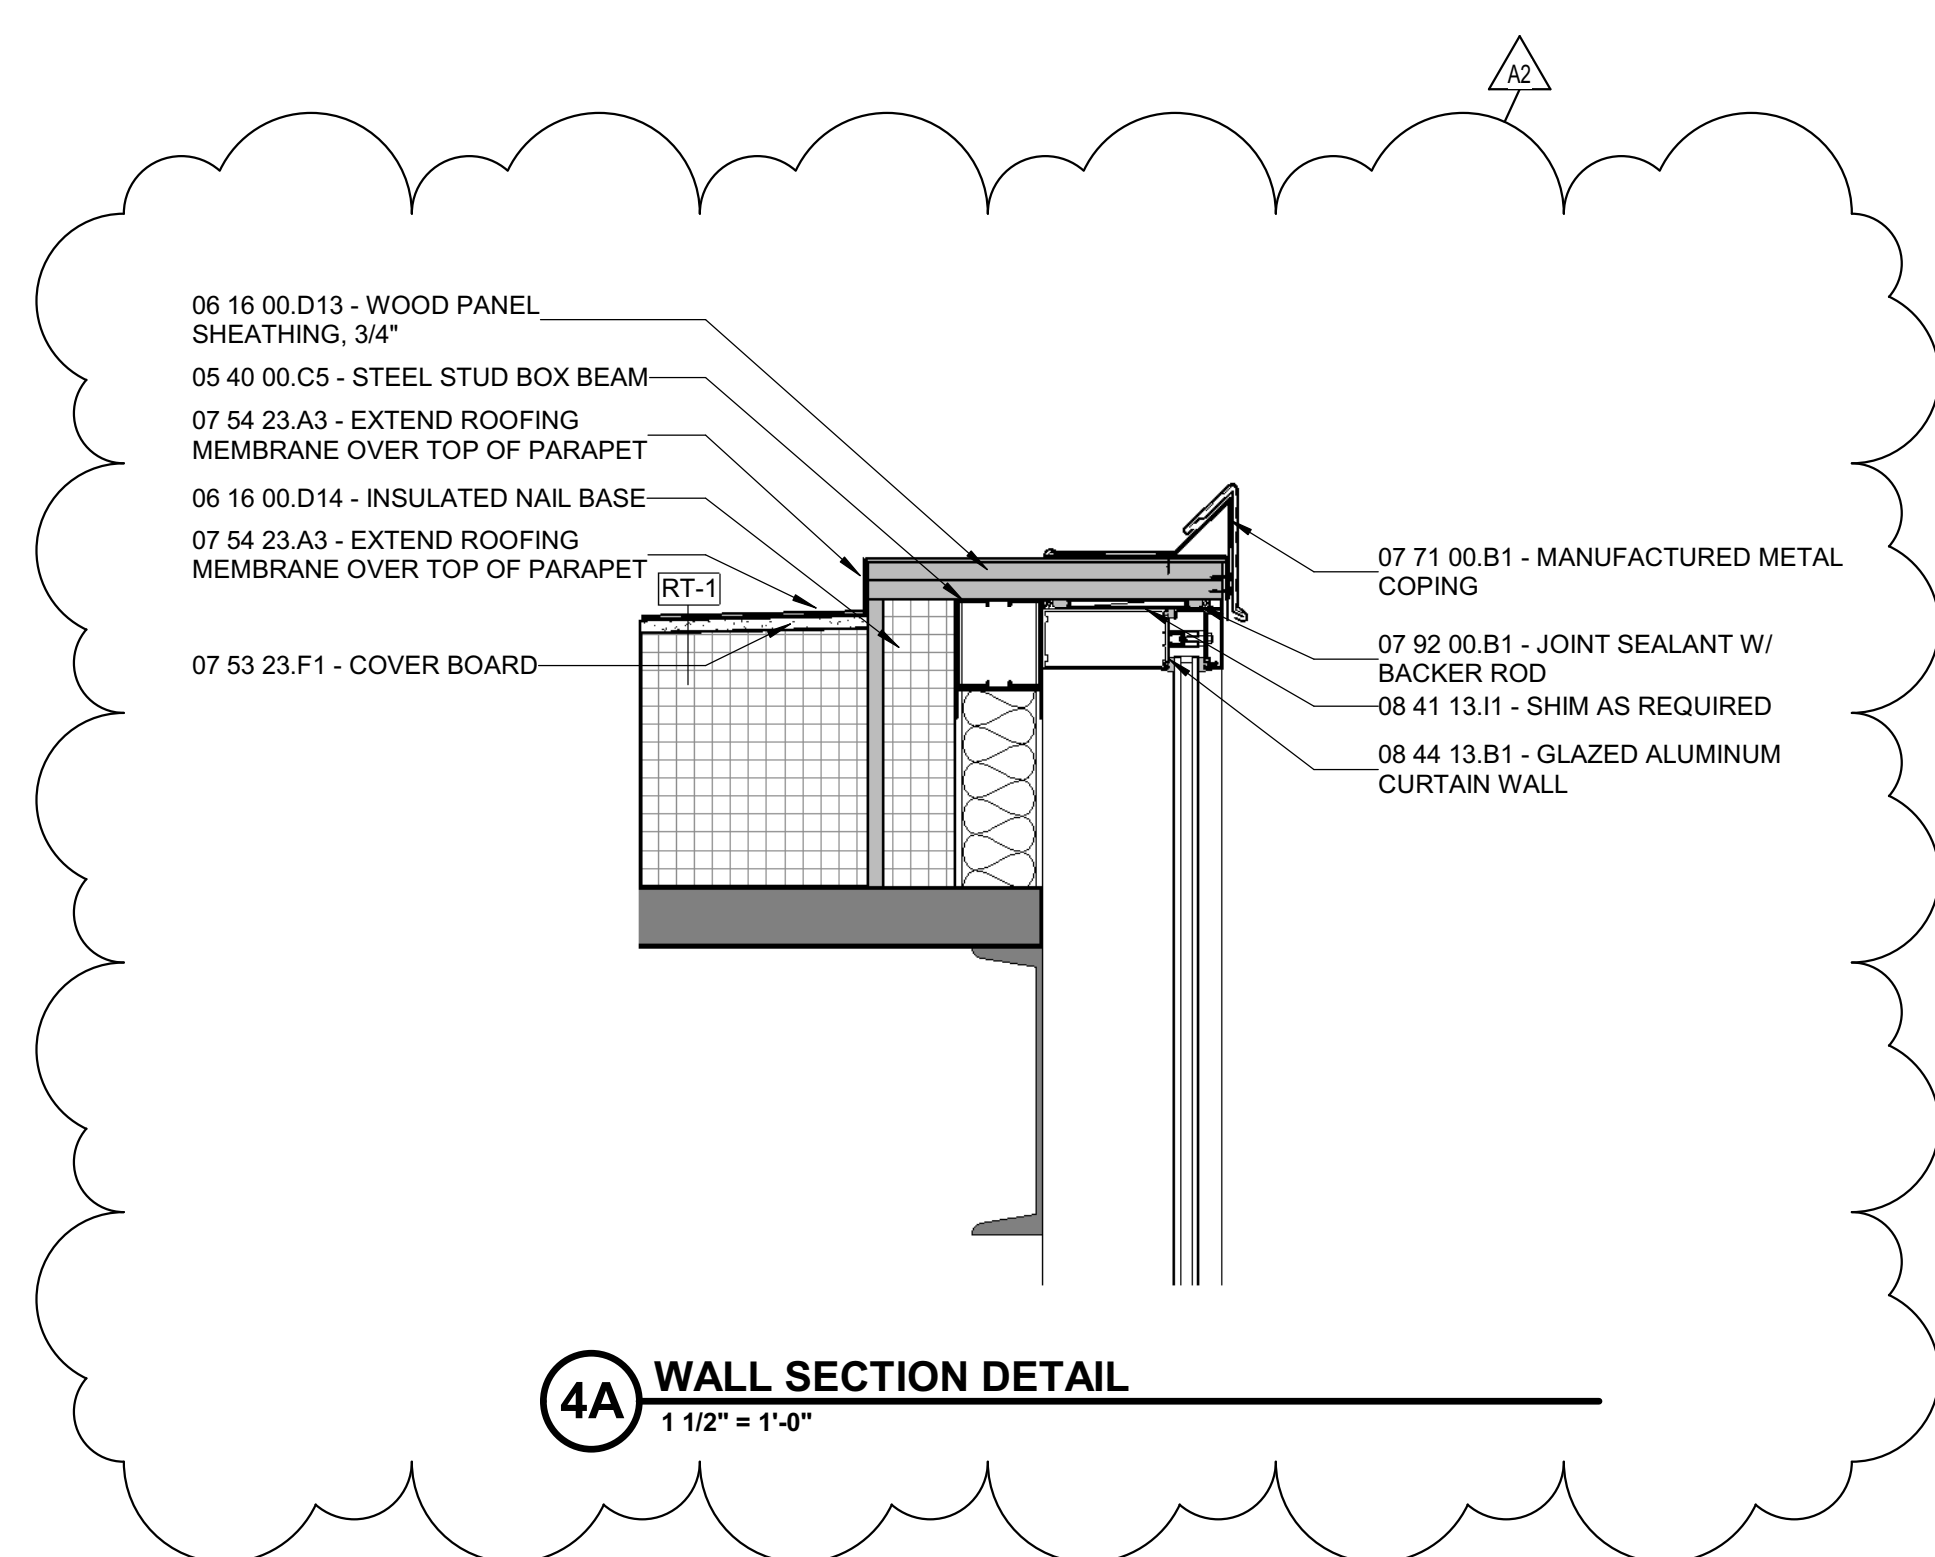 A2
06 16 00.D13 - WOOD PANEL
SHEATHING, 3/4"
05 40 00.C5 - STEEL STUD BOX BEAM
07 54 23.A3 - EXTEND ROOFING
MEMBRANE OVER TOP OF PARAPET
06 16 00.D14 - INSULATED NAIL BASE
07 54 23.A3 - EXTEND ROOFING
MEMBRANE OVER TOP OF PARAPET
RT-1
07 53 23.F1 - COVER BOARD
07 71 00.B1 - MANUFACTURED METAL
COPING
07 92 00.B1 - JOINT SEALANT W/
BACKER ROD
08 41 13.I1 - SHIM AS REQUIRED
08 44 13.B1 - GLAZED ALUMINUM
CURTAIN WALL
4A
WALL SECTION DETAIL
1 1/2" = 1'-0"